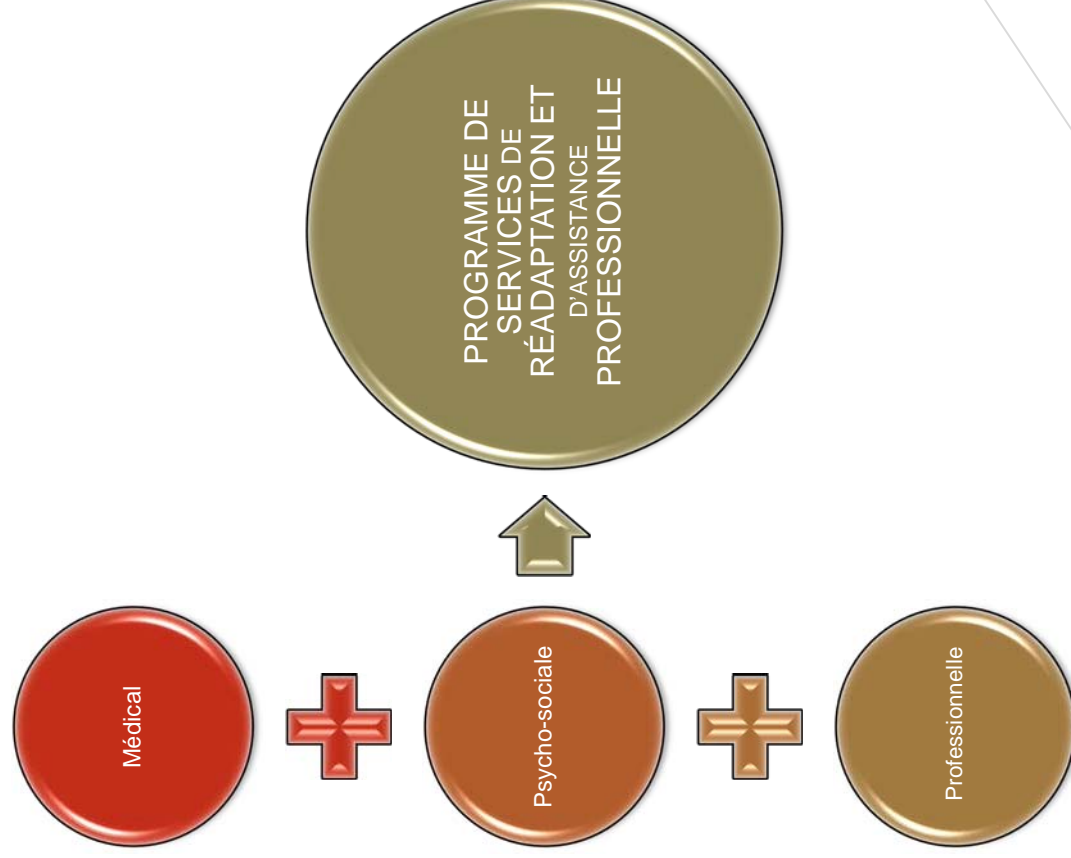 Médical
Psycho-sociale
Professionnelle
PROGRAMME DE
SERVICES DE
RÉADAPTATION ET
D'ASSISTANCE
PROFESSIONNELLE